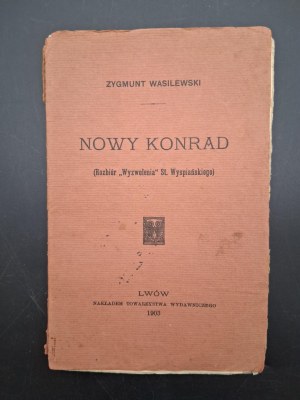 ZYGMUNT WASILEWSKI
NOWY KONRAD
(Rozbiór „Wyzwolenia" St. Wyspiańskiego)
LWÓW
NAKŁADEM TOWARZYSTWA WYDAWNICZEGO
1903